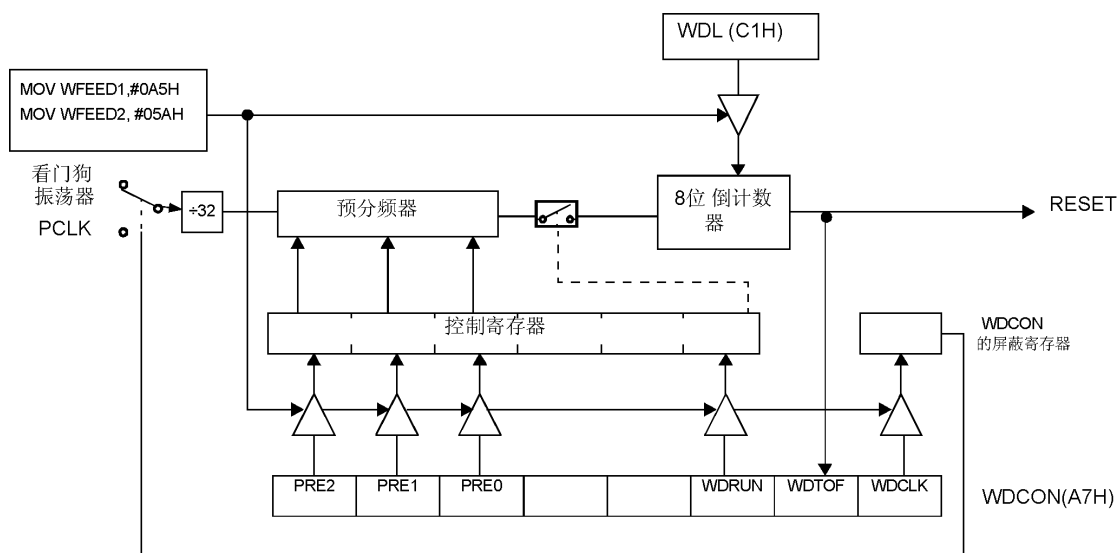 WDL (C1H)
MOV WFEED1,#0A5H
MOV WFEED2, #05AH
看门狗
振荡器
PCLK
÷32
预分频器
8位 倒计数
器
RESET
控制寄存器
WDCON
的屏蔽寄存器
PRE2
PRE1
PRE0
WDRUN
WDTOF
WDCLK
WDCON(A7H)